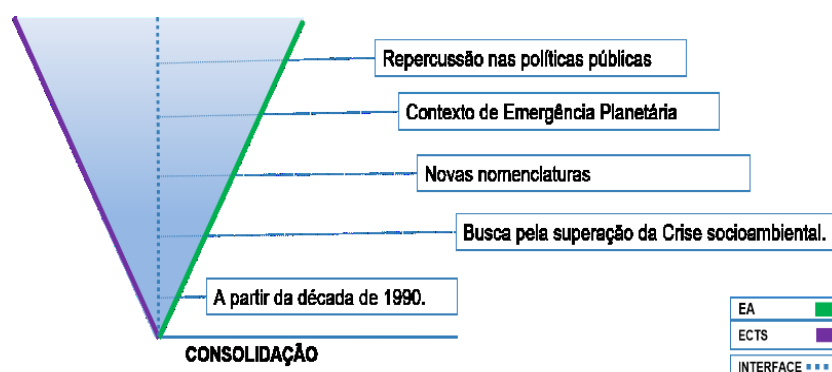 Repercussão nas políticas públicas
Contexto de Emergência Planetária
Novas nomenclaturas
Busca pela superação da Crise socioambiental.
A partir da década de 1990.
CONSOLIDAÇÃO
EA
ECTS
INTERFACE